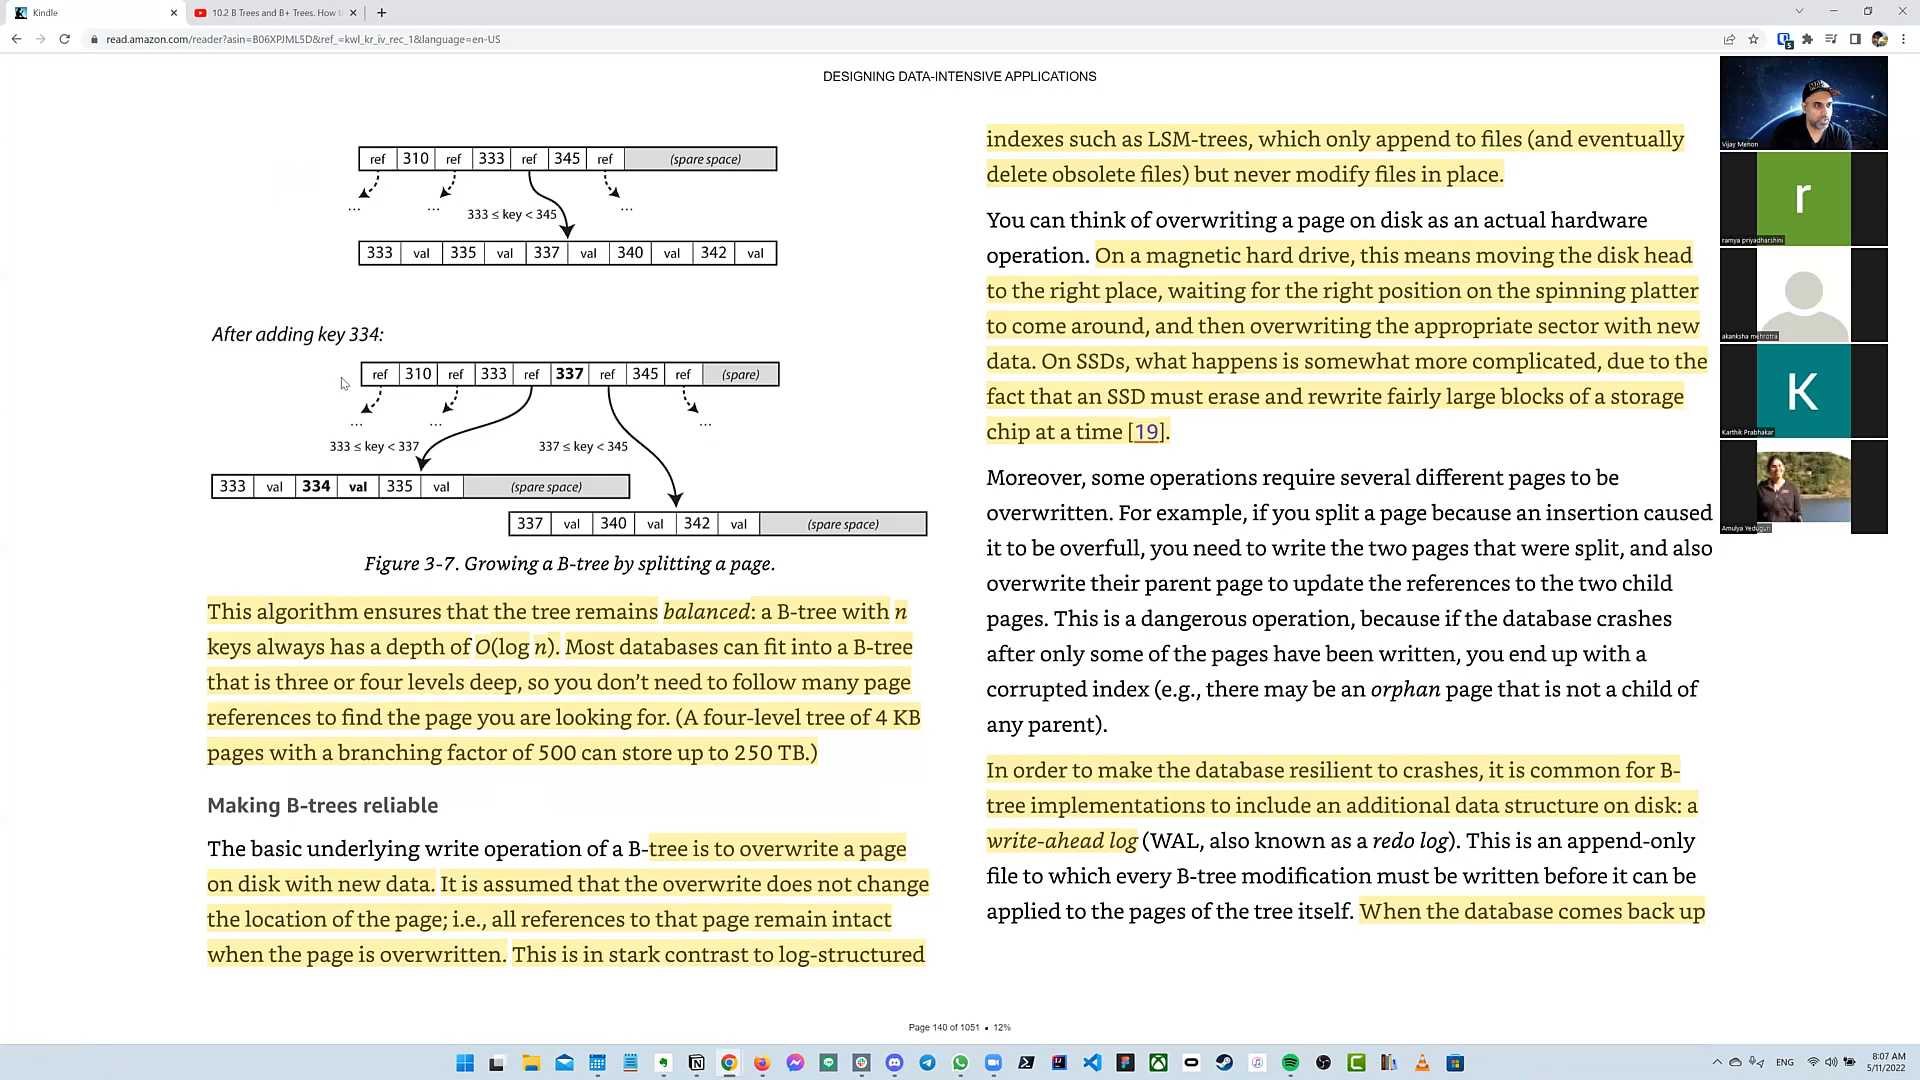 Kindle
10.2 B Trees and B+ Trees. How t
read.amazon.com/reader?asin=B06XPJML5D&ref_=kwl_kr_iv_rec_1&language=en-US
DESIGNING DATA-INTENSIVE APPLICATIONS
ref 310 ref 333 ref 345 ref (spare space)
... ... 333 ≤ key < 345 ...
333 val 335 val 337 val 340 val 342 val
After adding key 334:
ref 310 ref 333 ref 337 ref 345 ref (spare)
... ... ...
333 ≤ key < 337 337 ≤ key < 345
333 val 334 val 335 val (spare space)
337 val 340 val 342 val (spare space)
Figure 3-7. Growing a B-tree by splitting a page.
This algorithm ensures that the tree remains balanced: a B-tree with n
keys always has a depth of O(log n). Most databases can fit into a B-tree
that is three or four levels deep, so you don’t need to follow many page
references to find the page you are looking for. (A four-level tree of 4 KB
pages with a branching factor of 500 can store up to 250 TB.)
Making B-trees reliable
The basic underlying write operation of a B-tree is to overwrite a page
on disk with new data. It is assumed that the overwrite does not change
the location of the page; i.e., all references to that page remain intact
when the page is overwritten. This is in stark contrast to log-structured
indexes such as LSM-trees, which only append to files (and eventually
delete obsolete files) but never modify files in place.
You can think of overwriting a page on disk as an actual hardware
operation. On a magnetic hard drive, this means moving the disk head
to the right place, waiting for the right position on the spinning platter
to come around, and then overwriting the appropriate sector with new
data. On SSDs, what happens is somewhat more complicated, due to the
fact that an SSD must erase and rewrite fairly large blocks of a storage
chip at a time [19].
Moreover, some operations require several different pages to be
overwritten. For example, if you split a page because an insertion caused
it to be overfull, you need to write the two pages that were split, and also
overwrite their parent page to update the references to the two child
pages. This is a dangerous operation, because if the database crashes
after only some of the pages have been written, you end up with a
corrupted index (e.g., there may be an orphan page that is not a child of
any parent).
In order to make the database resilient to crashes, it is common for B-
tree implementations to include an additional data structure on disk: a
write-ahead log (WAL, also known as a redo log). This is an append-only
file to which every B-tree modification must be written before it can be
applied to the pages of the tree itself. When the database comes back up
Page 140 of 1051 • 12%
Vijay Menon
r
ramya priyadharshini
akanksha mehrotra
K
Karthik Prabhakar
Amulya Yeduguri
ENG
8:07 AM
5/11/2022